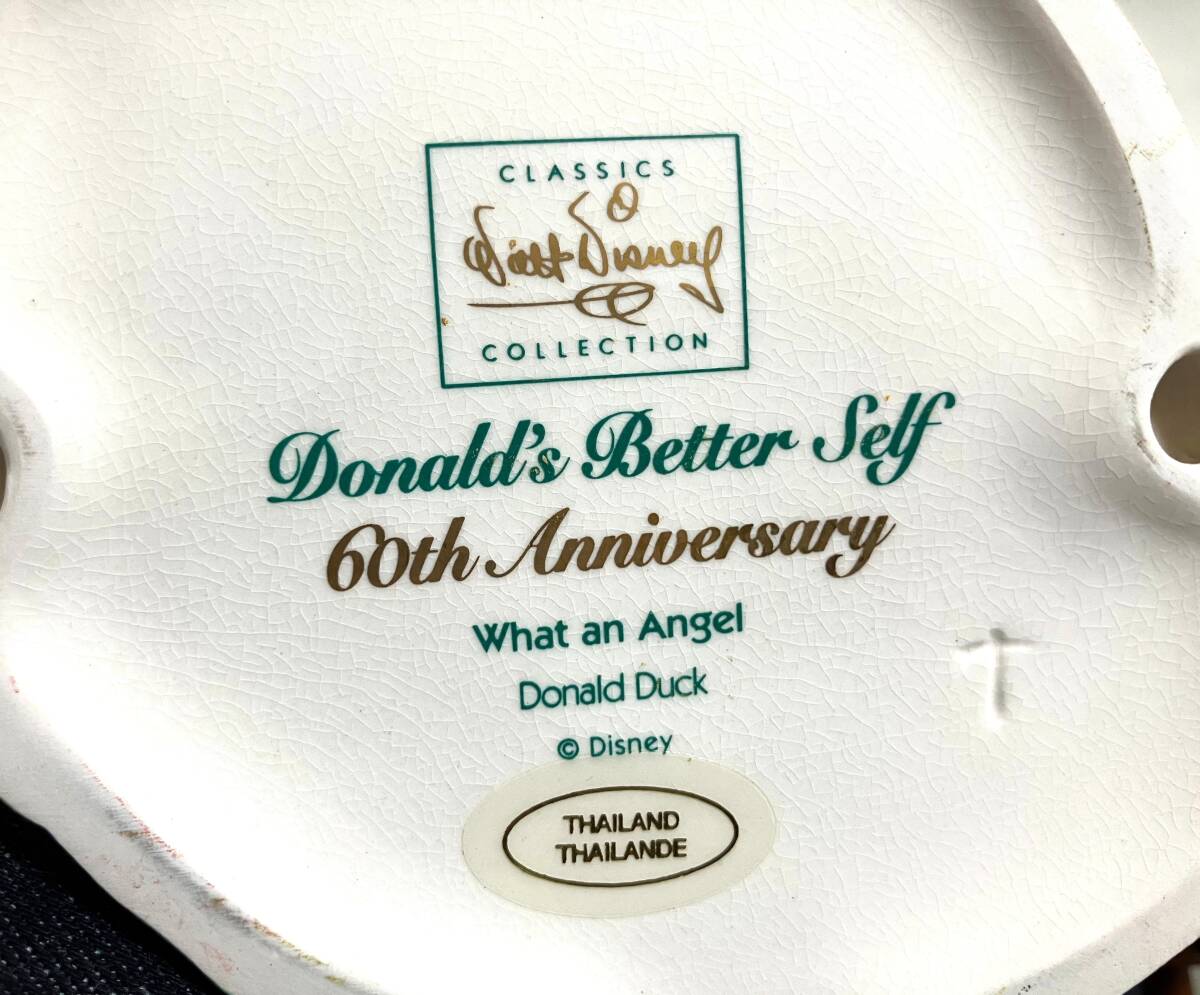 CLASSICS
Walt Disney
COLLECTION
Donald's Better Self
60th Anniversary
What an Angel
Donald Duck
© Disney
THAILAND
THAILANDE